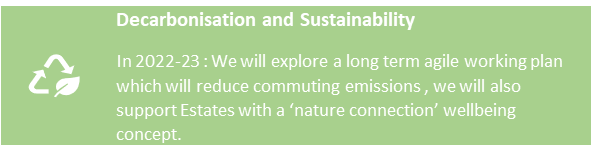 Decarbonisation and Sustainability
In 2022-23 : We will explore a long term agile working plan
which will reduce commuting emissions , we will also
support Estates with a ‘nature connection’ wellbeing
concept.